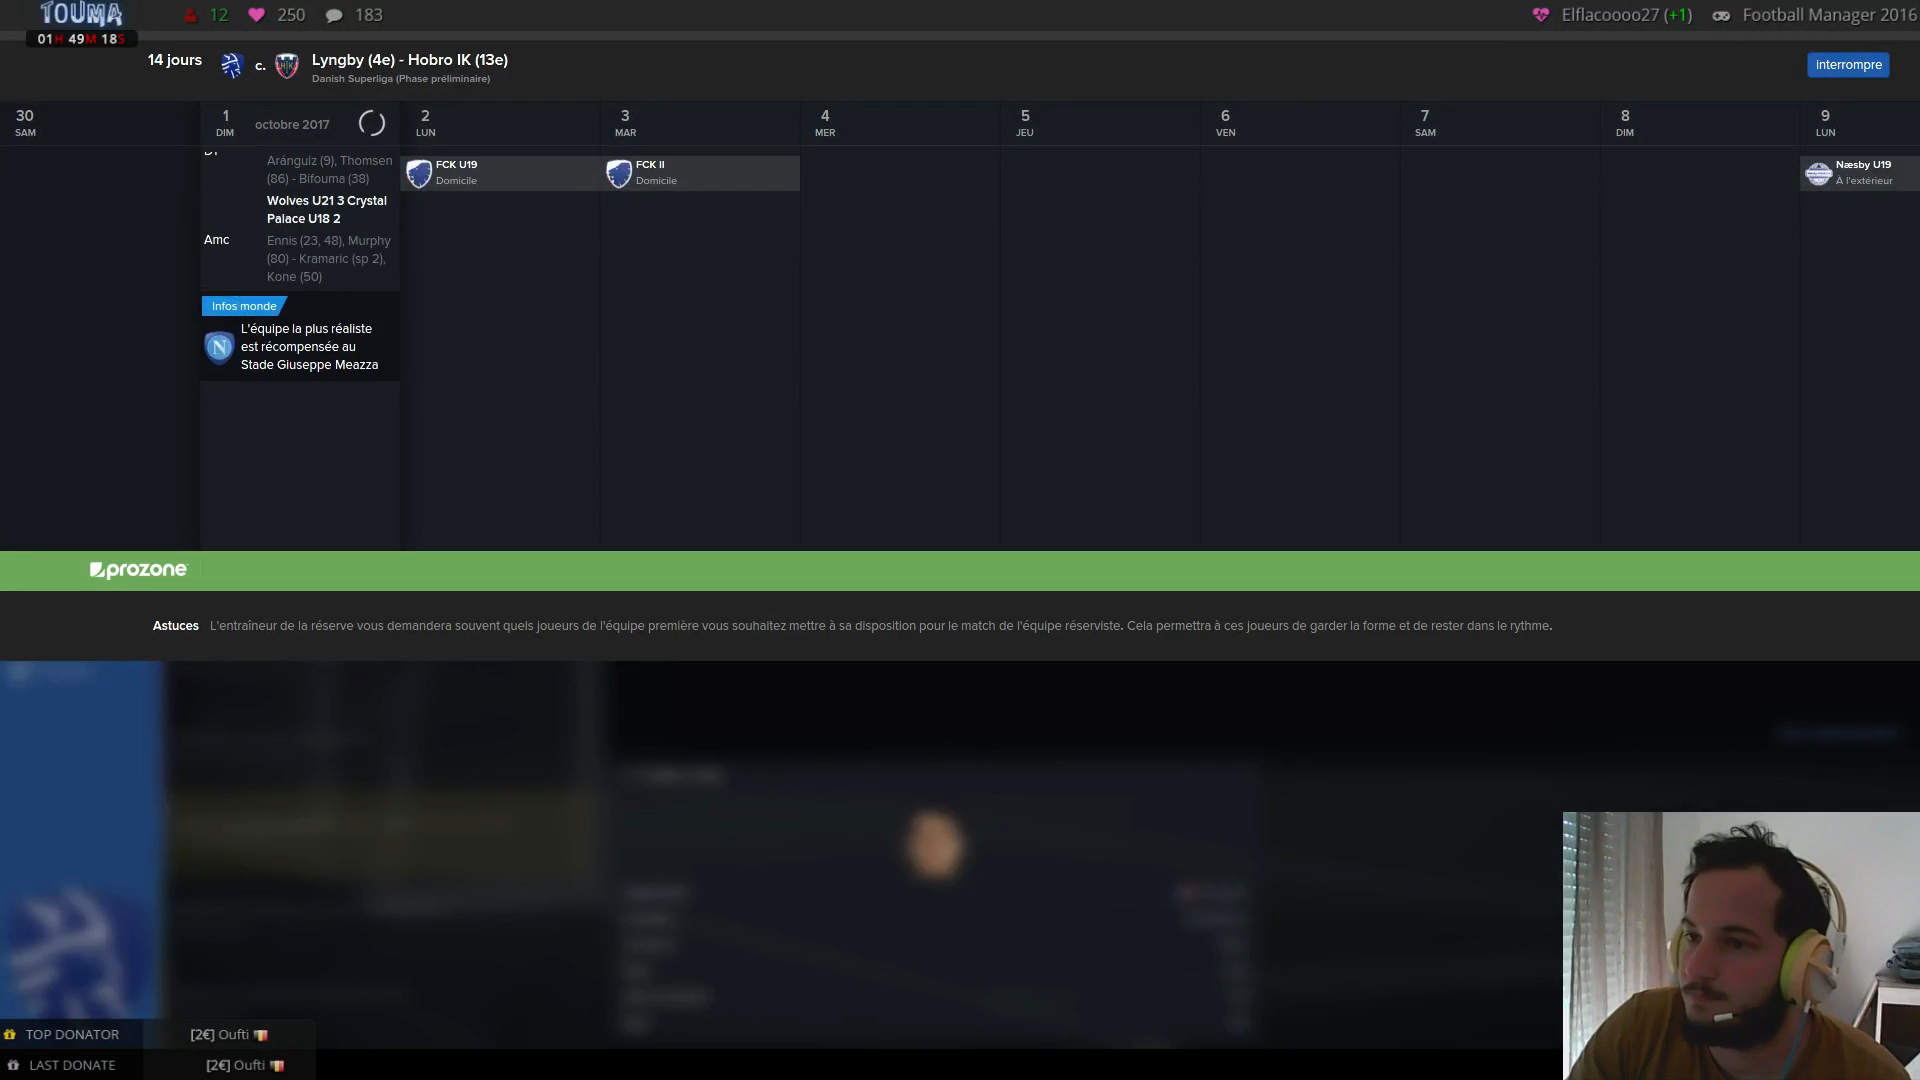 TOUMA
12
250
183
Elflacoooo27 (+1)
Football Manager 2016
01H 49M 18S
14 jours
c.
Lyngby (4e) - Hobro IK (13e)
Danish Superliga (Phase préliminaire)
interrompre
30
SAM
1
DIM
octobre 2017
2
LUN
3
MAR
4
MER
5
JEU
6
VEN
7
SAM
8
DIM
9
LUN
Aránguiz (9), Thomsen
(86) - Bifouma (38)
Wolves U21 3 Crystal
Palace U18 2
Amc
Ennis (23, 48), Murphy
(80) - Kramaric (sp 2),
Kone (50)
Infos monde
N
L'équipe la plus réaliste
est récompensée au
Stade Giuseppe Meazza
FCK U19
Domicile
FCK II
Domicile
Næsby U19
À l'extérieur
prozone
Astuces
L'entraîneur de la réserve vous demandera souvent quels joueurs de l'équipe première vous souhaitez mettre à sa disposition pour le match de l'équipe réserviste. Cela permettra à ces joueurs de garder la forme et de rester dans le rythme.
TOP DONATOR
[2€] Oufti
LAST DONATE
[2€] Oufti